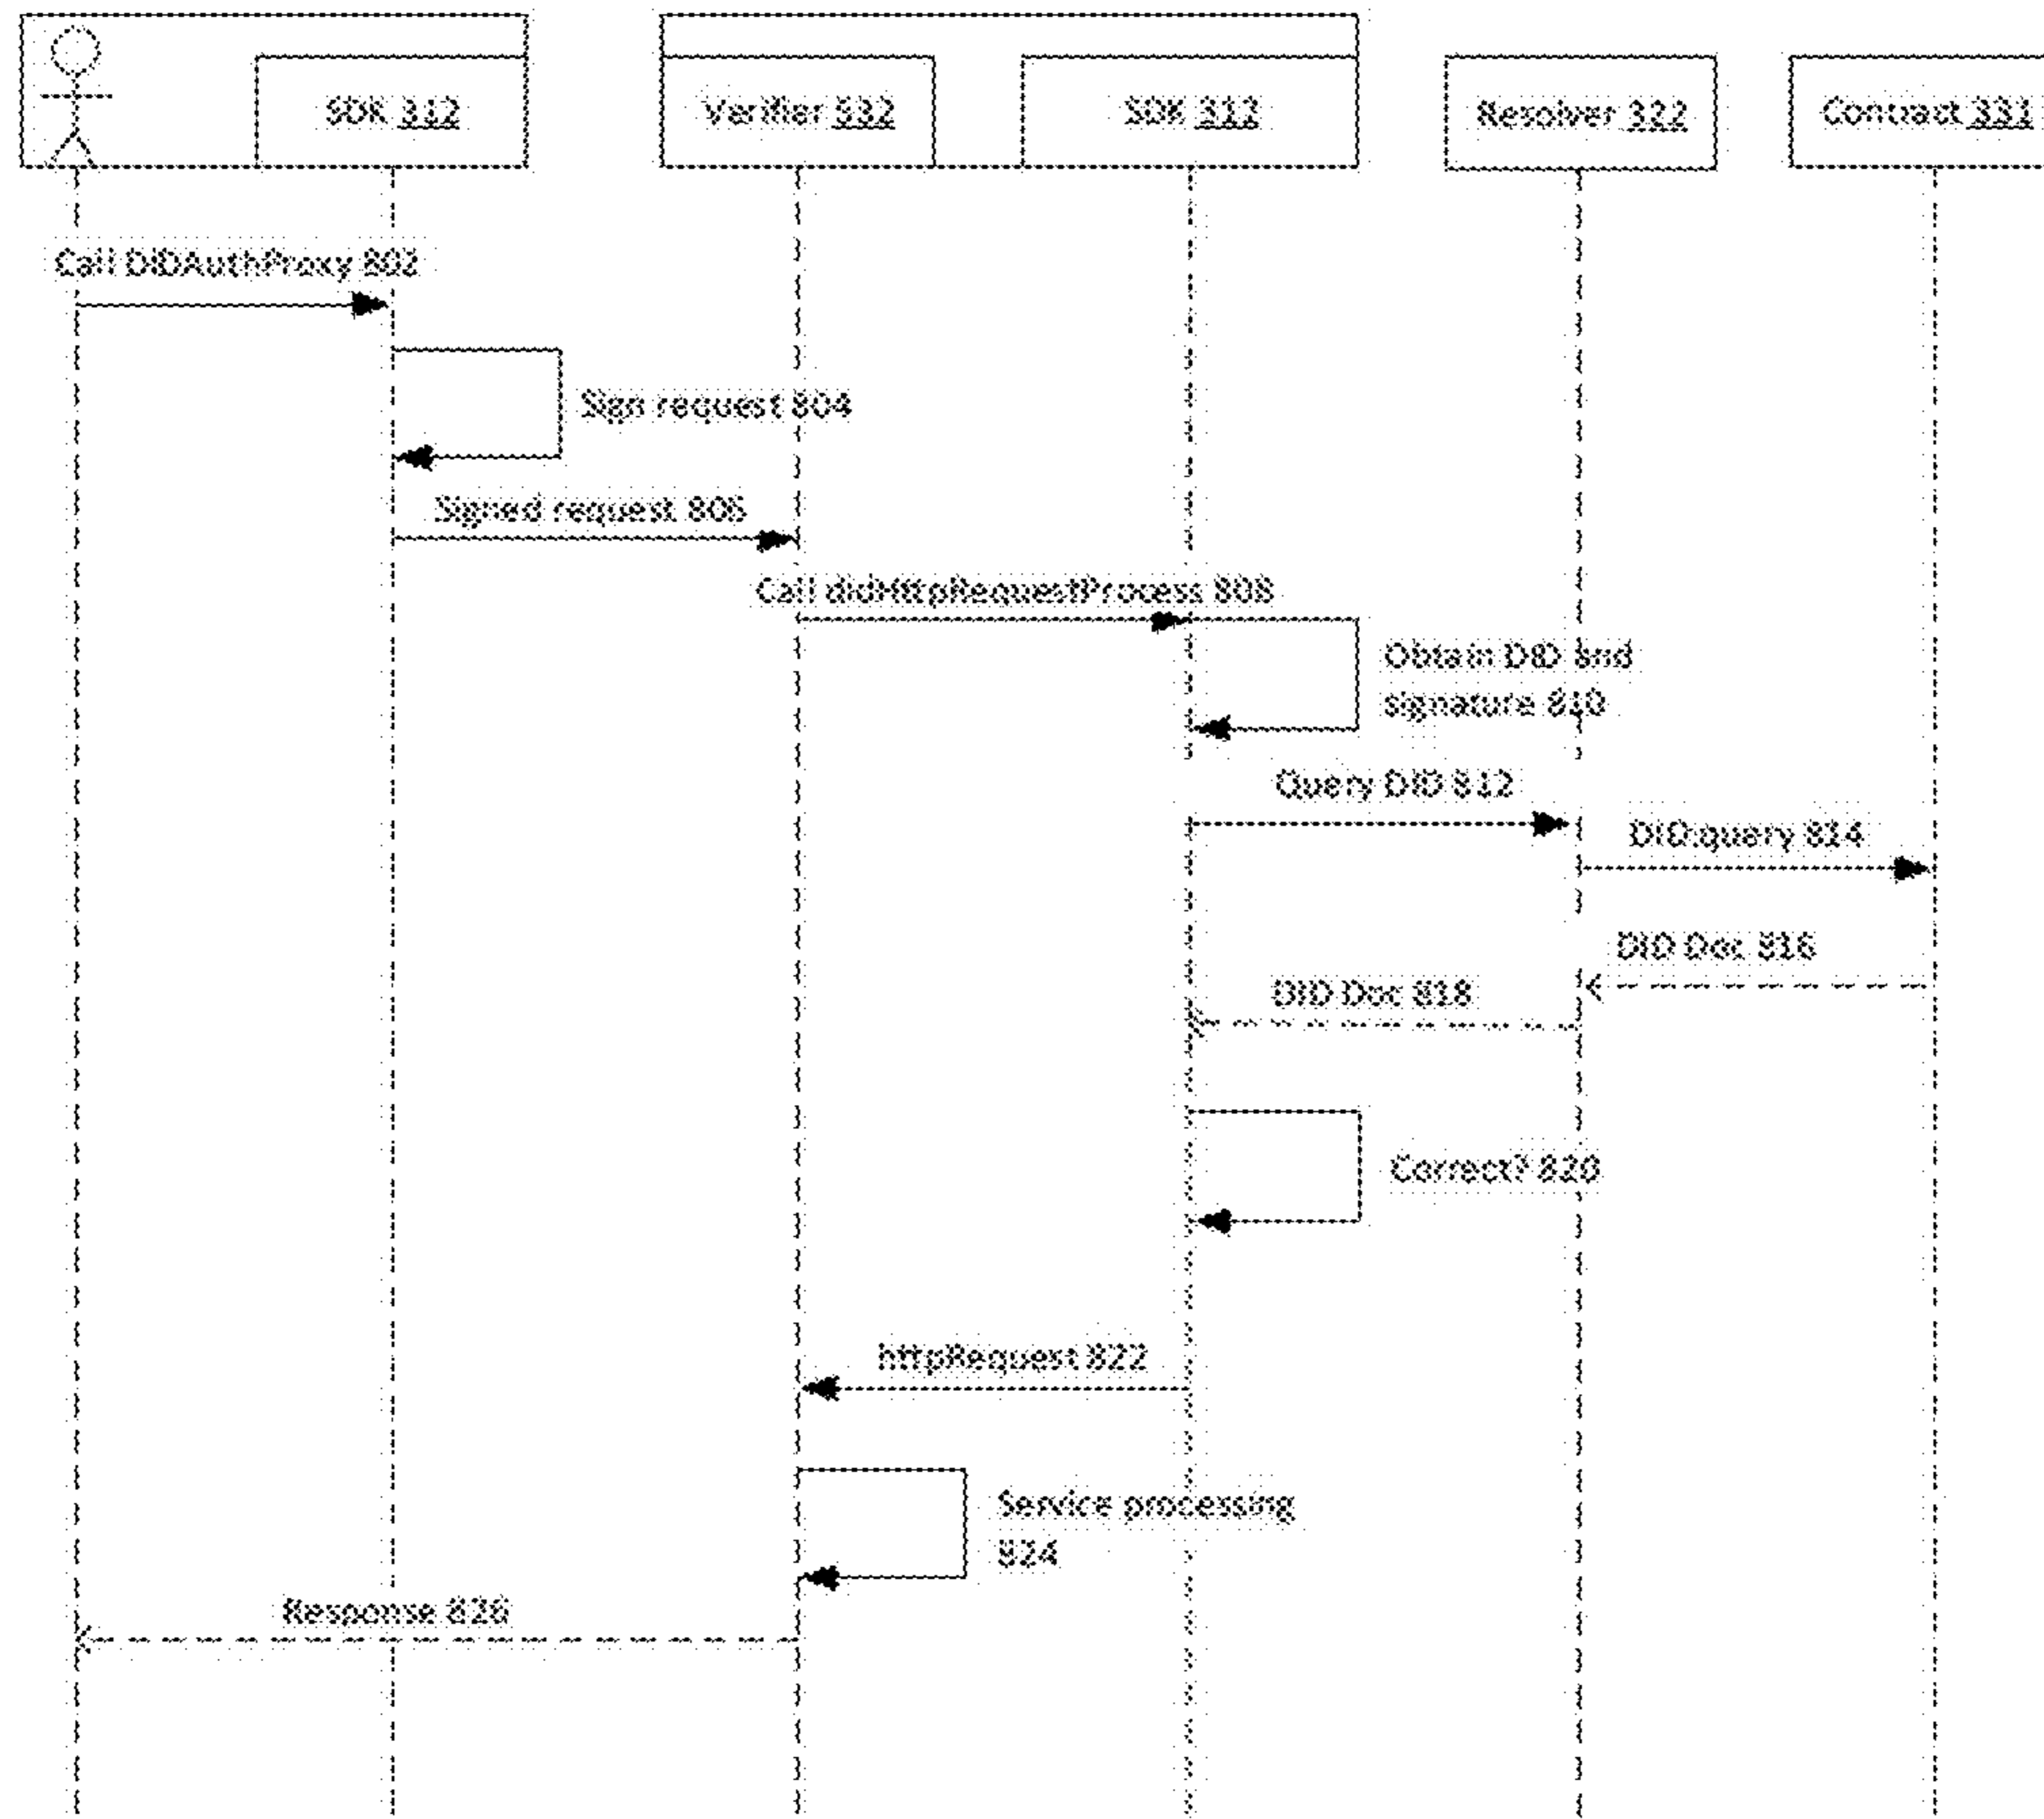 SDK 312
Verifier 332
SDK 312
Resolver 322
Contract 331
Call DIDAuthProxy 802
Sign request 804
Signed request 806
Call didHttpRequestProcess 808
Obtain DID and
signature 810
Query DID 812
DID:query 814
DID Doc 816
DID Doc 818
Correct? 820
httpRequest 822
Service processing
824
Response 826